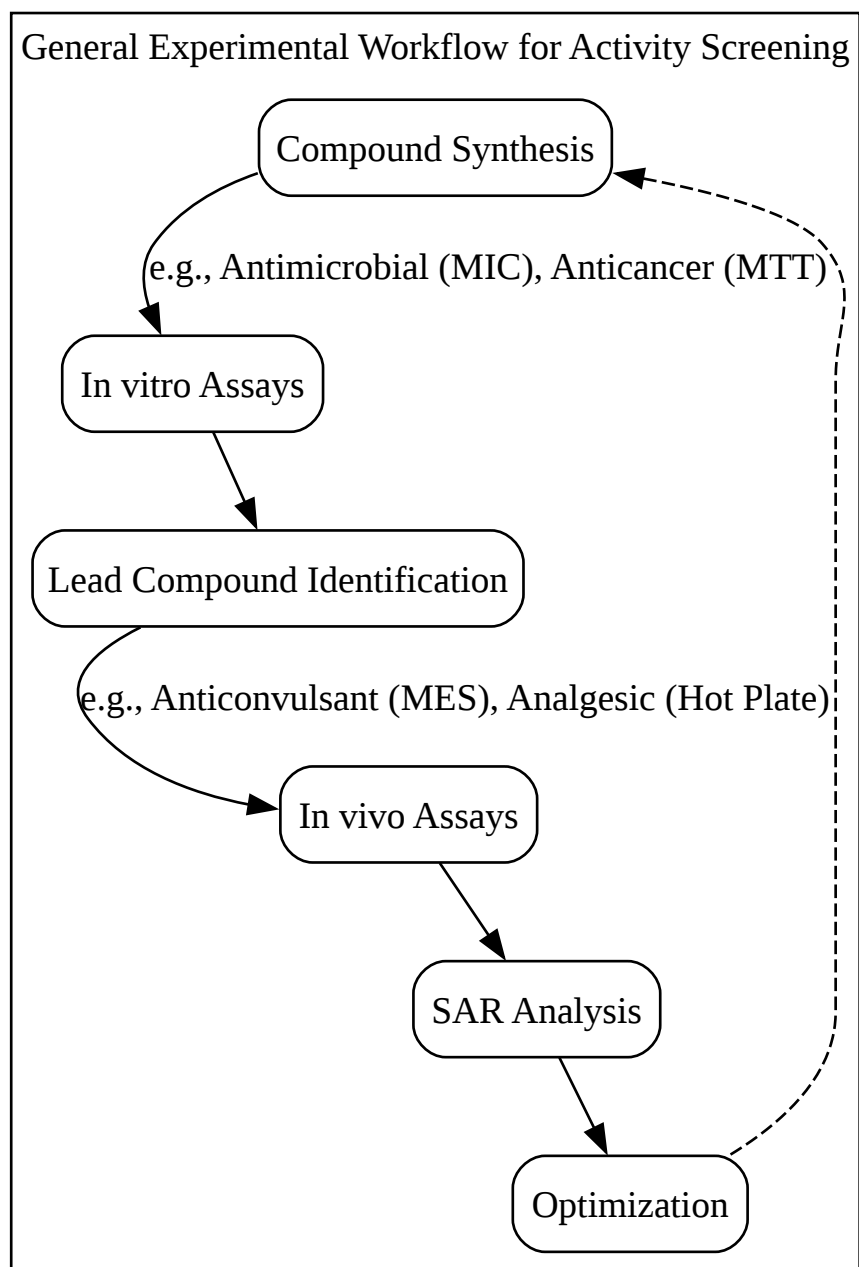 General Experimental Workflow for Activity Screening
Compound Synthesis
e.g., Antimicrobial (MIC), Anticancer (MTT)
In vitro Assays
Lead Compound Identification
e.g., Anticonvulsant (MES), Analgesic (Hot Plate)
In vivo Assays
SAR Analysis
Optimization